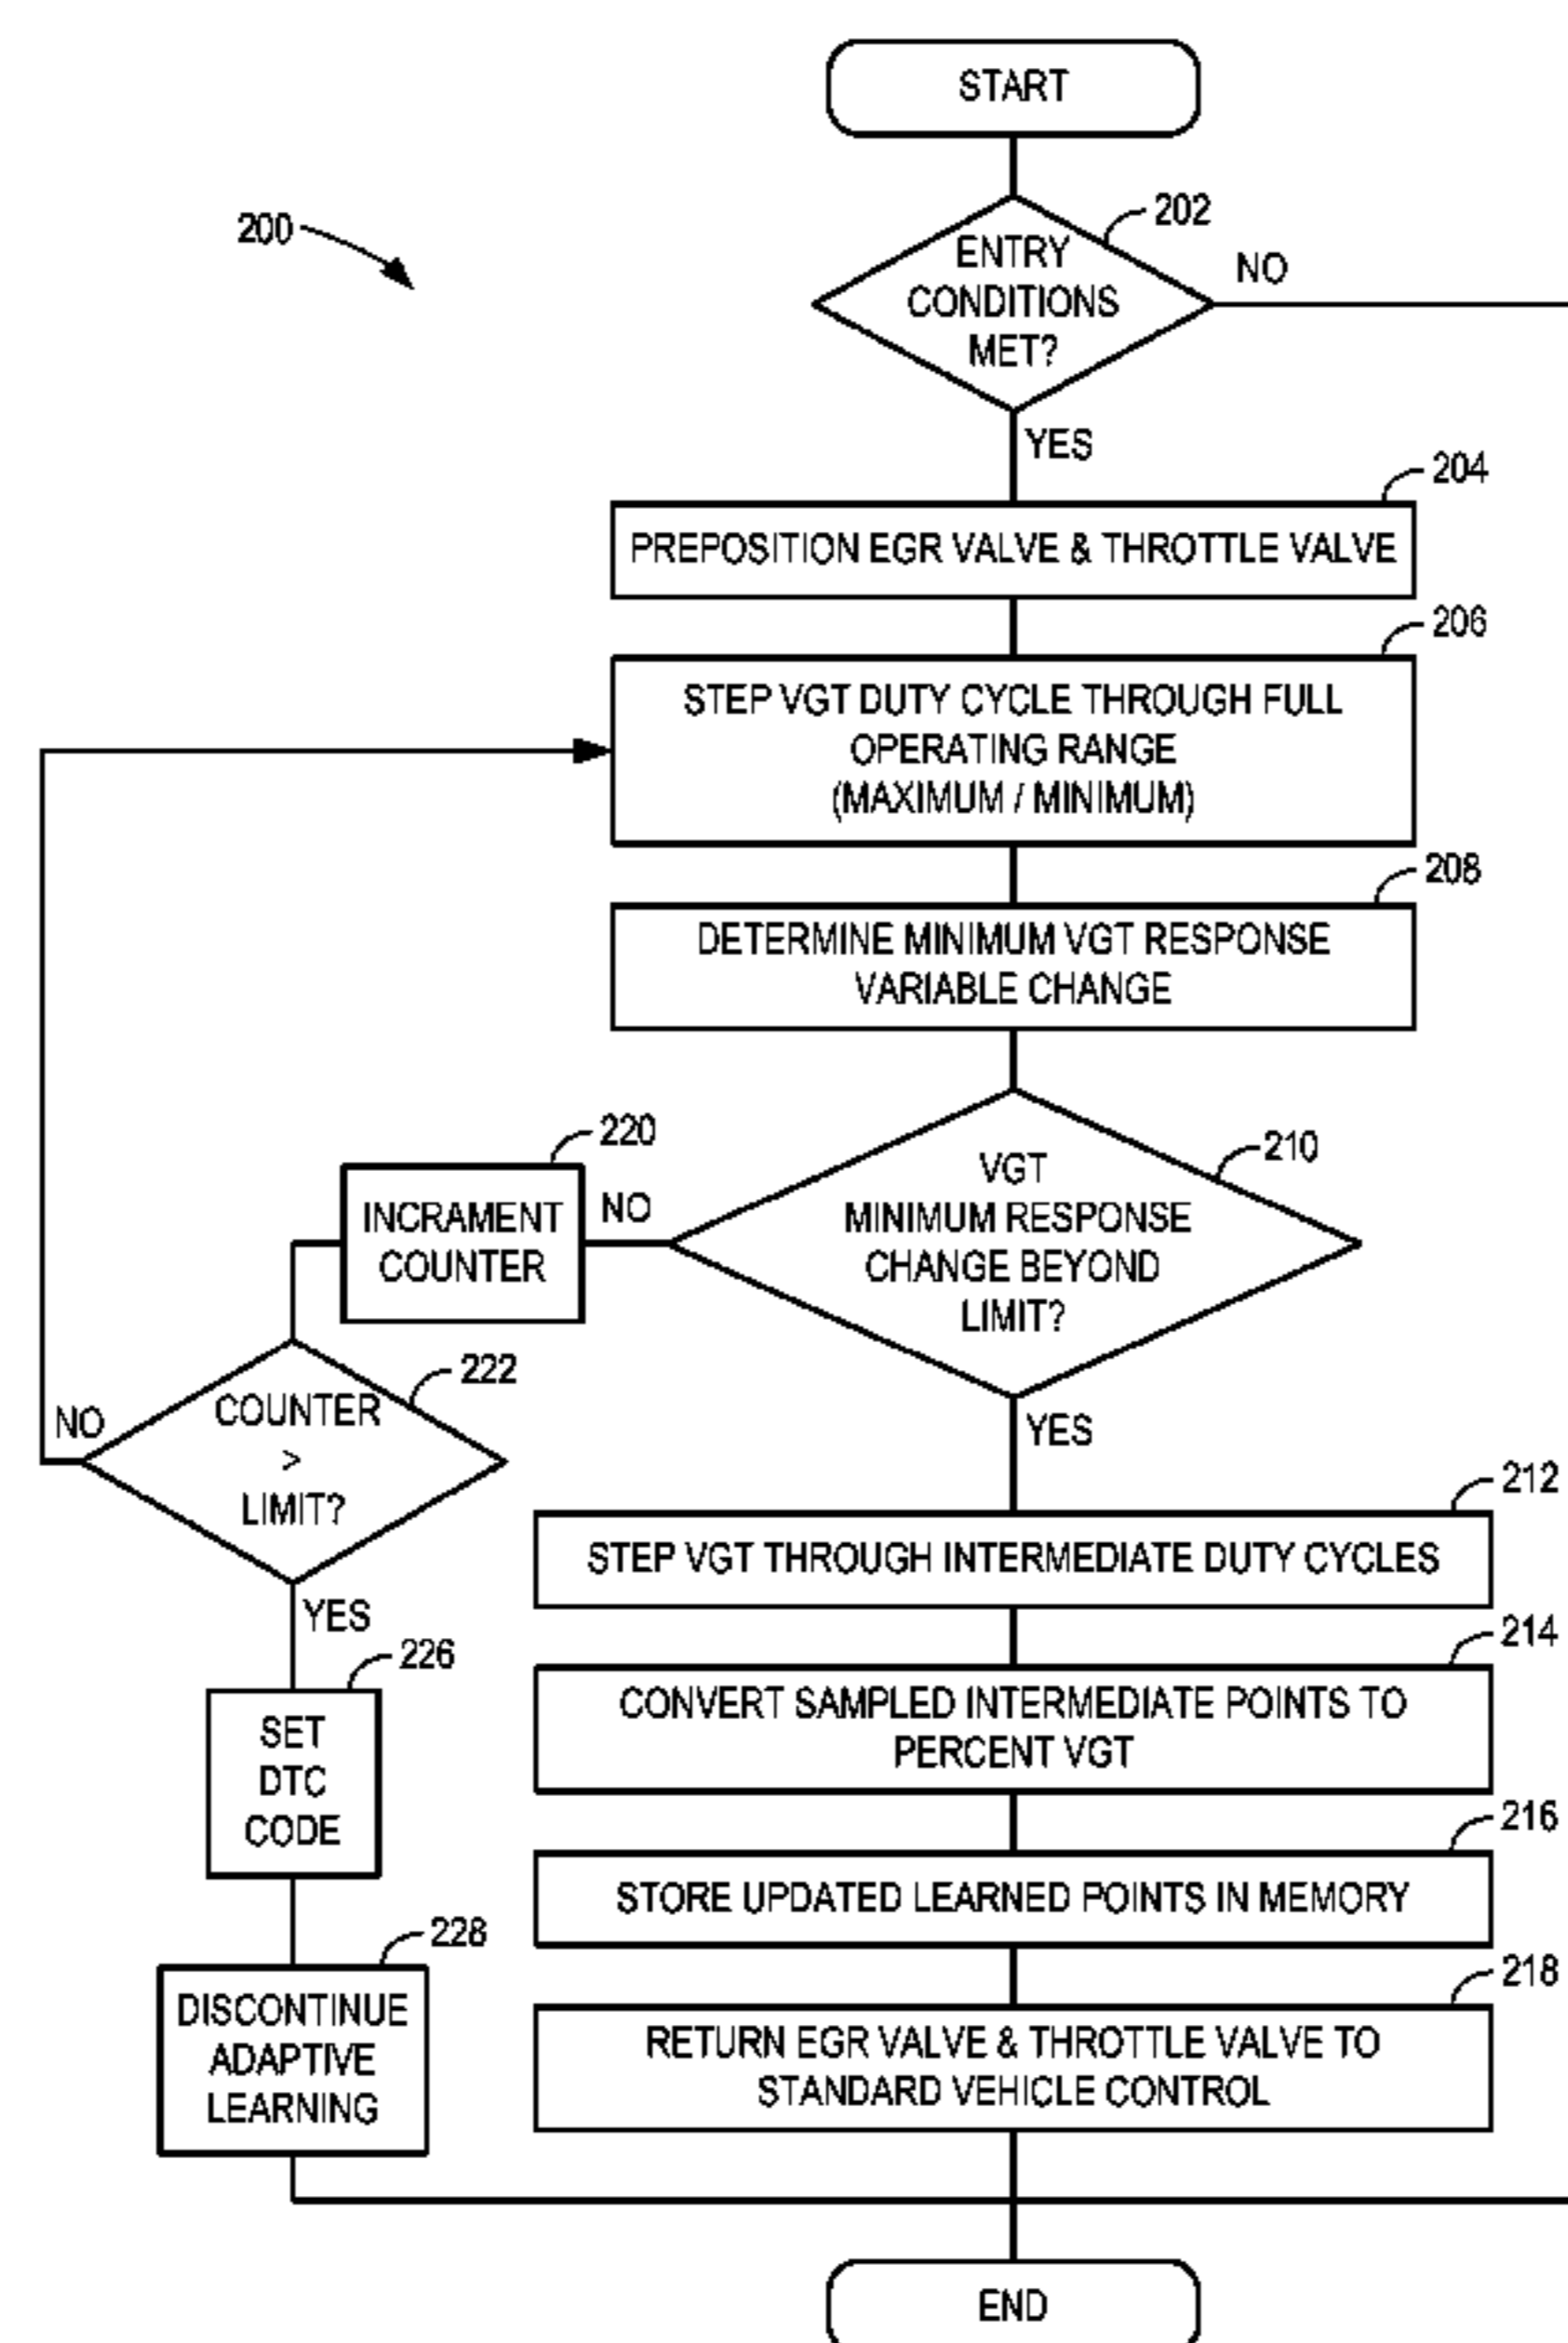 START
200
202
ENTRY
CONDITIONS
MET?
NO
YES
204
PREPOSITION EGR VALVE & THROTTLE VALVE
206
STEP VGT DUTY CYCLE THROUGH FULL
OPERATING RANGE
(MAXIMUM / MINIMUM)
208
DETERMINE MINIMUM VGT RESPONSE
VARIABLE CHANGE
210
VGT
MINIMUM RESPONSE
CHANGE BEYOND
LIMIT?
NO
220
INCRAMENT
COUNTER
222
COUNTER
>
LIMIT?
NO
YES
226
SET
DTC
CODE
228
DISCONTINUE
ADAPTIVE
LEARNING
YES
212
STEP VGT THROUGH INTERMEDIATE DUTY CYCLES
214
CONVERT SAMPLED INTERMEDIATE POINTS TO
PERCENT VGT
216
STORE UPDATED LEARNED POINTS IN MEMORY
218
RETURN EGR VALVE & THROTTLE VALVE TO
STANDARD VEHICLE CONTROL
END